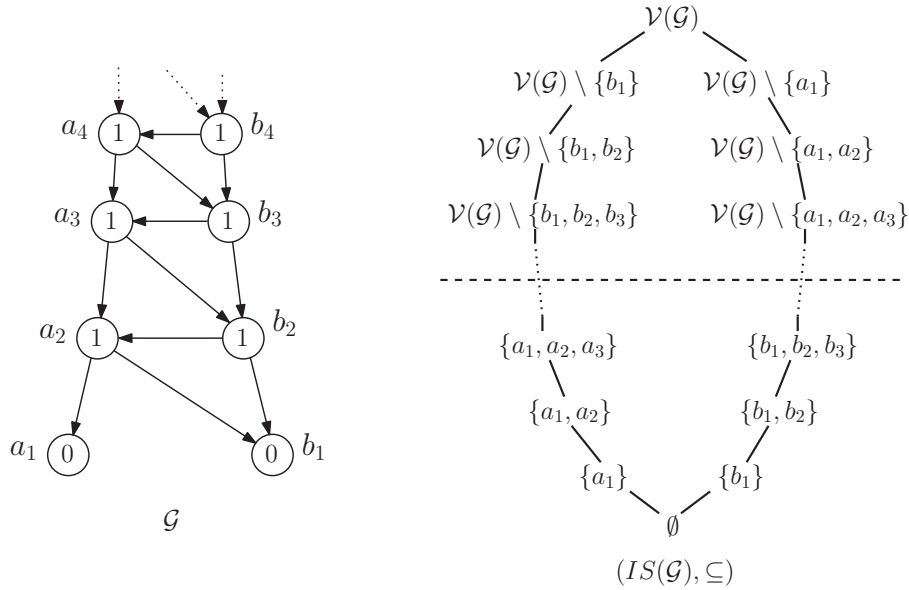 a₄ 1 1 b₄
a₃ 1 1 b₃
a₂ 1 1 b₂
a₁ 0 0 b₁
𝒢
𝒱(𝒢)
𝒱(𝒢) \ {b₁} 𝒱(𝒢) \ {a₁}
𝒱(𝒢) \ {b₁, b₂} 𝒱(𝒢) \ {a₁, a₂}
𝒱(𝒢) \ {b₁, b₂, b₃} 𝒱(𝒢) \ {a₁, a₂, a₃}
{a₁, a₂, a₃} {b₁, b₂, b₃}
{a₁, a₂} {b₁, b₂}
{a₁} {b₁}
∅
(IS(𝒢), ⊆)